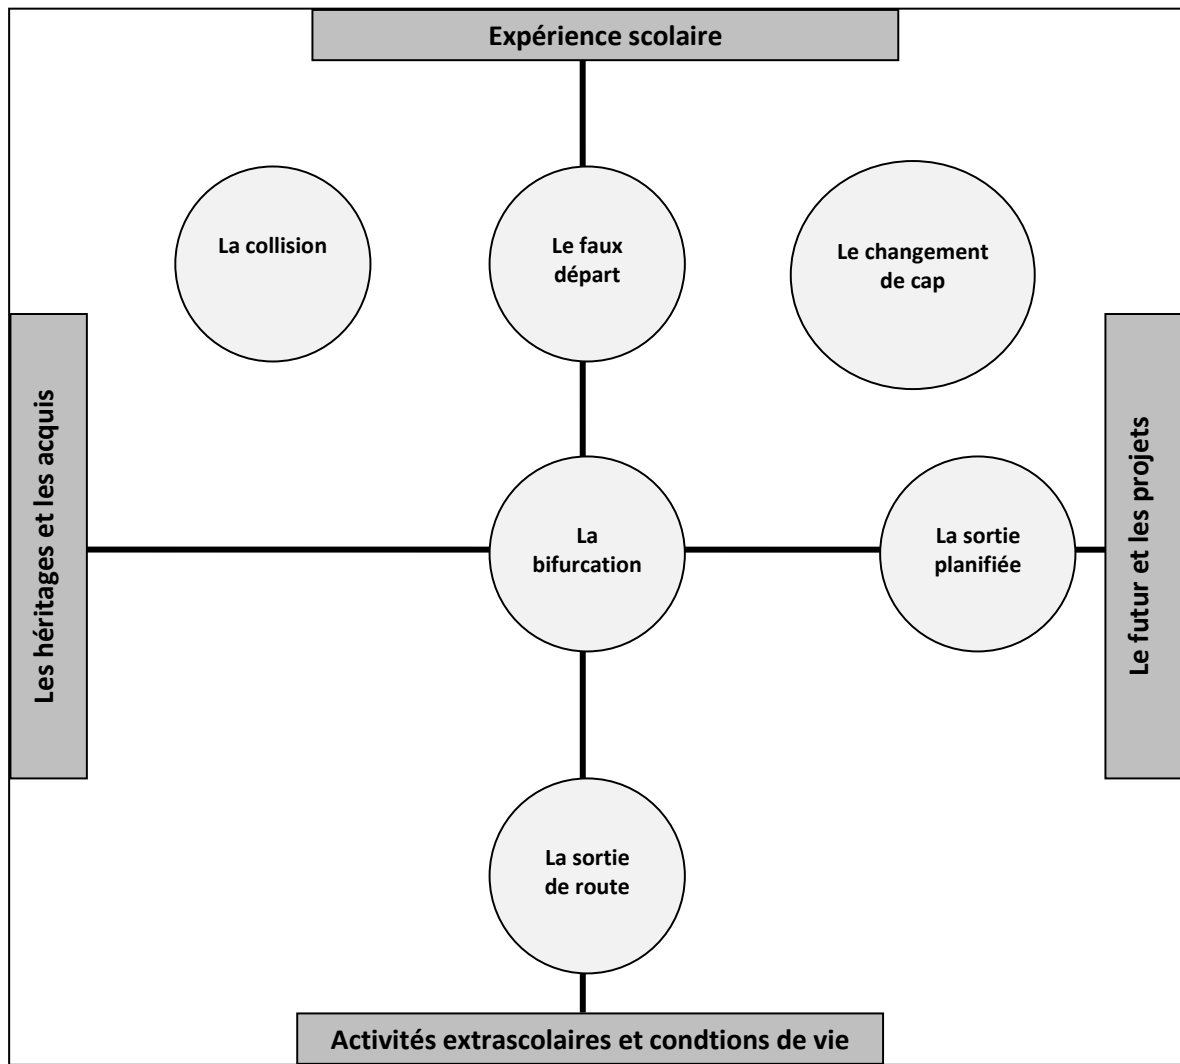 Expérience scolaire
La collision
Le faux
départ
Le changement
de cap
Les héritages et les acquis
La
bifurcation
La sortie
planifiée
Le futur et les projets
La sortie
de route
Activités extrascolaires et condtions de vie